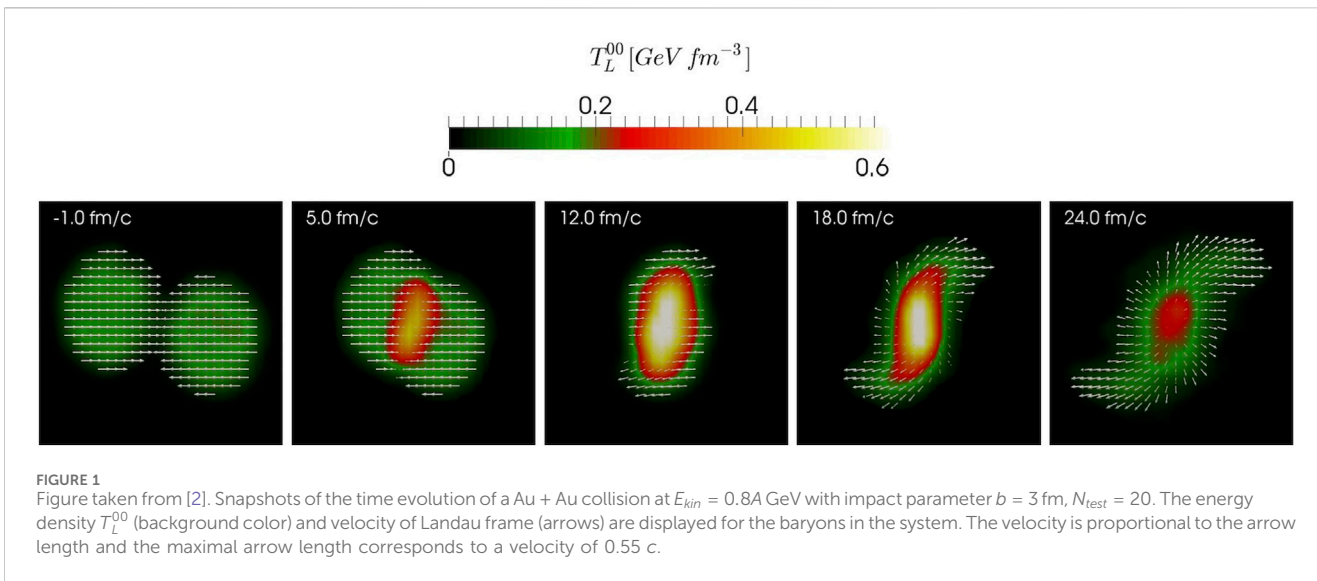 T_L^{00} [GeV fm^{-3}]
0.2 0.4
0 0.6
-1.0 fm/c 5.0 fm/c 12.0 fm/c 18.0 fm/c 24.0 fm/c
FIGURE 1
Figure taken from [2]. Snapshots of the time evolution of a Au + Au collision at E_{kin} = 0.8A GeV with impact parameter b = 3 fm, N_{test} = 20. The energy
density T_L^{00} (background color) and velocity of Landau frame (arrows) are displayed for the baryons in the system. The velocity is proportional to the arrow
length and the maximal arrow length corresponds to a velocity of 0.55 c.